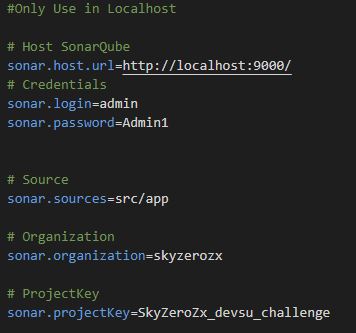 #Only Use in Localhost
# Host SonarQube
sonar.host.url=http://localhost:9000/
# Credentials
sonar.login=admin
sonar.password=Admin1
# Source
sonar.sources=src/app
# Organization
sonar.organization=skyzerozx
# ProjectKey
sonar.projectKey=SkyZeroZx_devsu_challenge